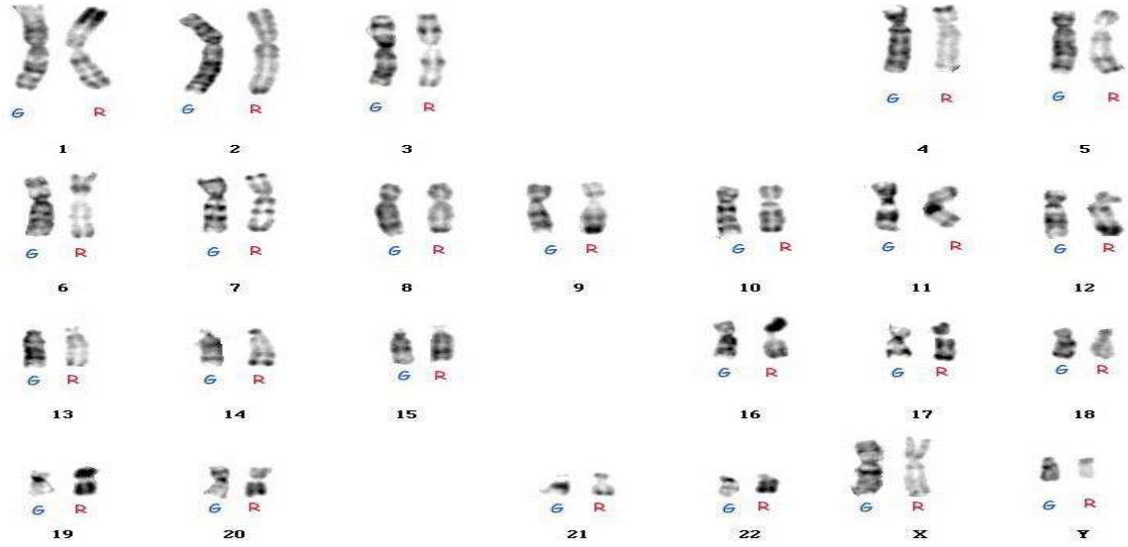 G R G R G R G R G R
1 2 3 4 5
G R G R G R G R G R G R G R
6 7 8 9 10 11 12
G R G R G R G R G R G R
13 14 15 16 17 18
G R G R G R G R G R G R
19 20 21 22 X Y